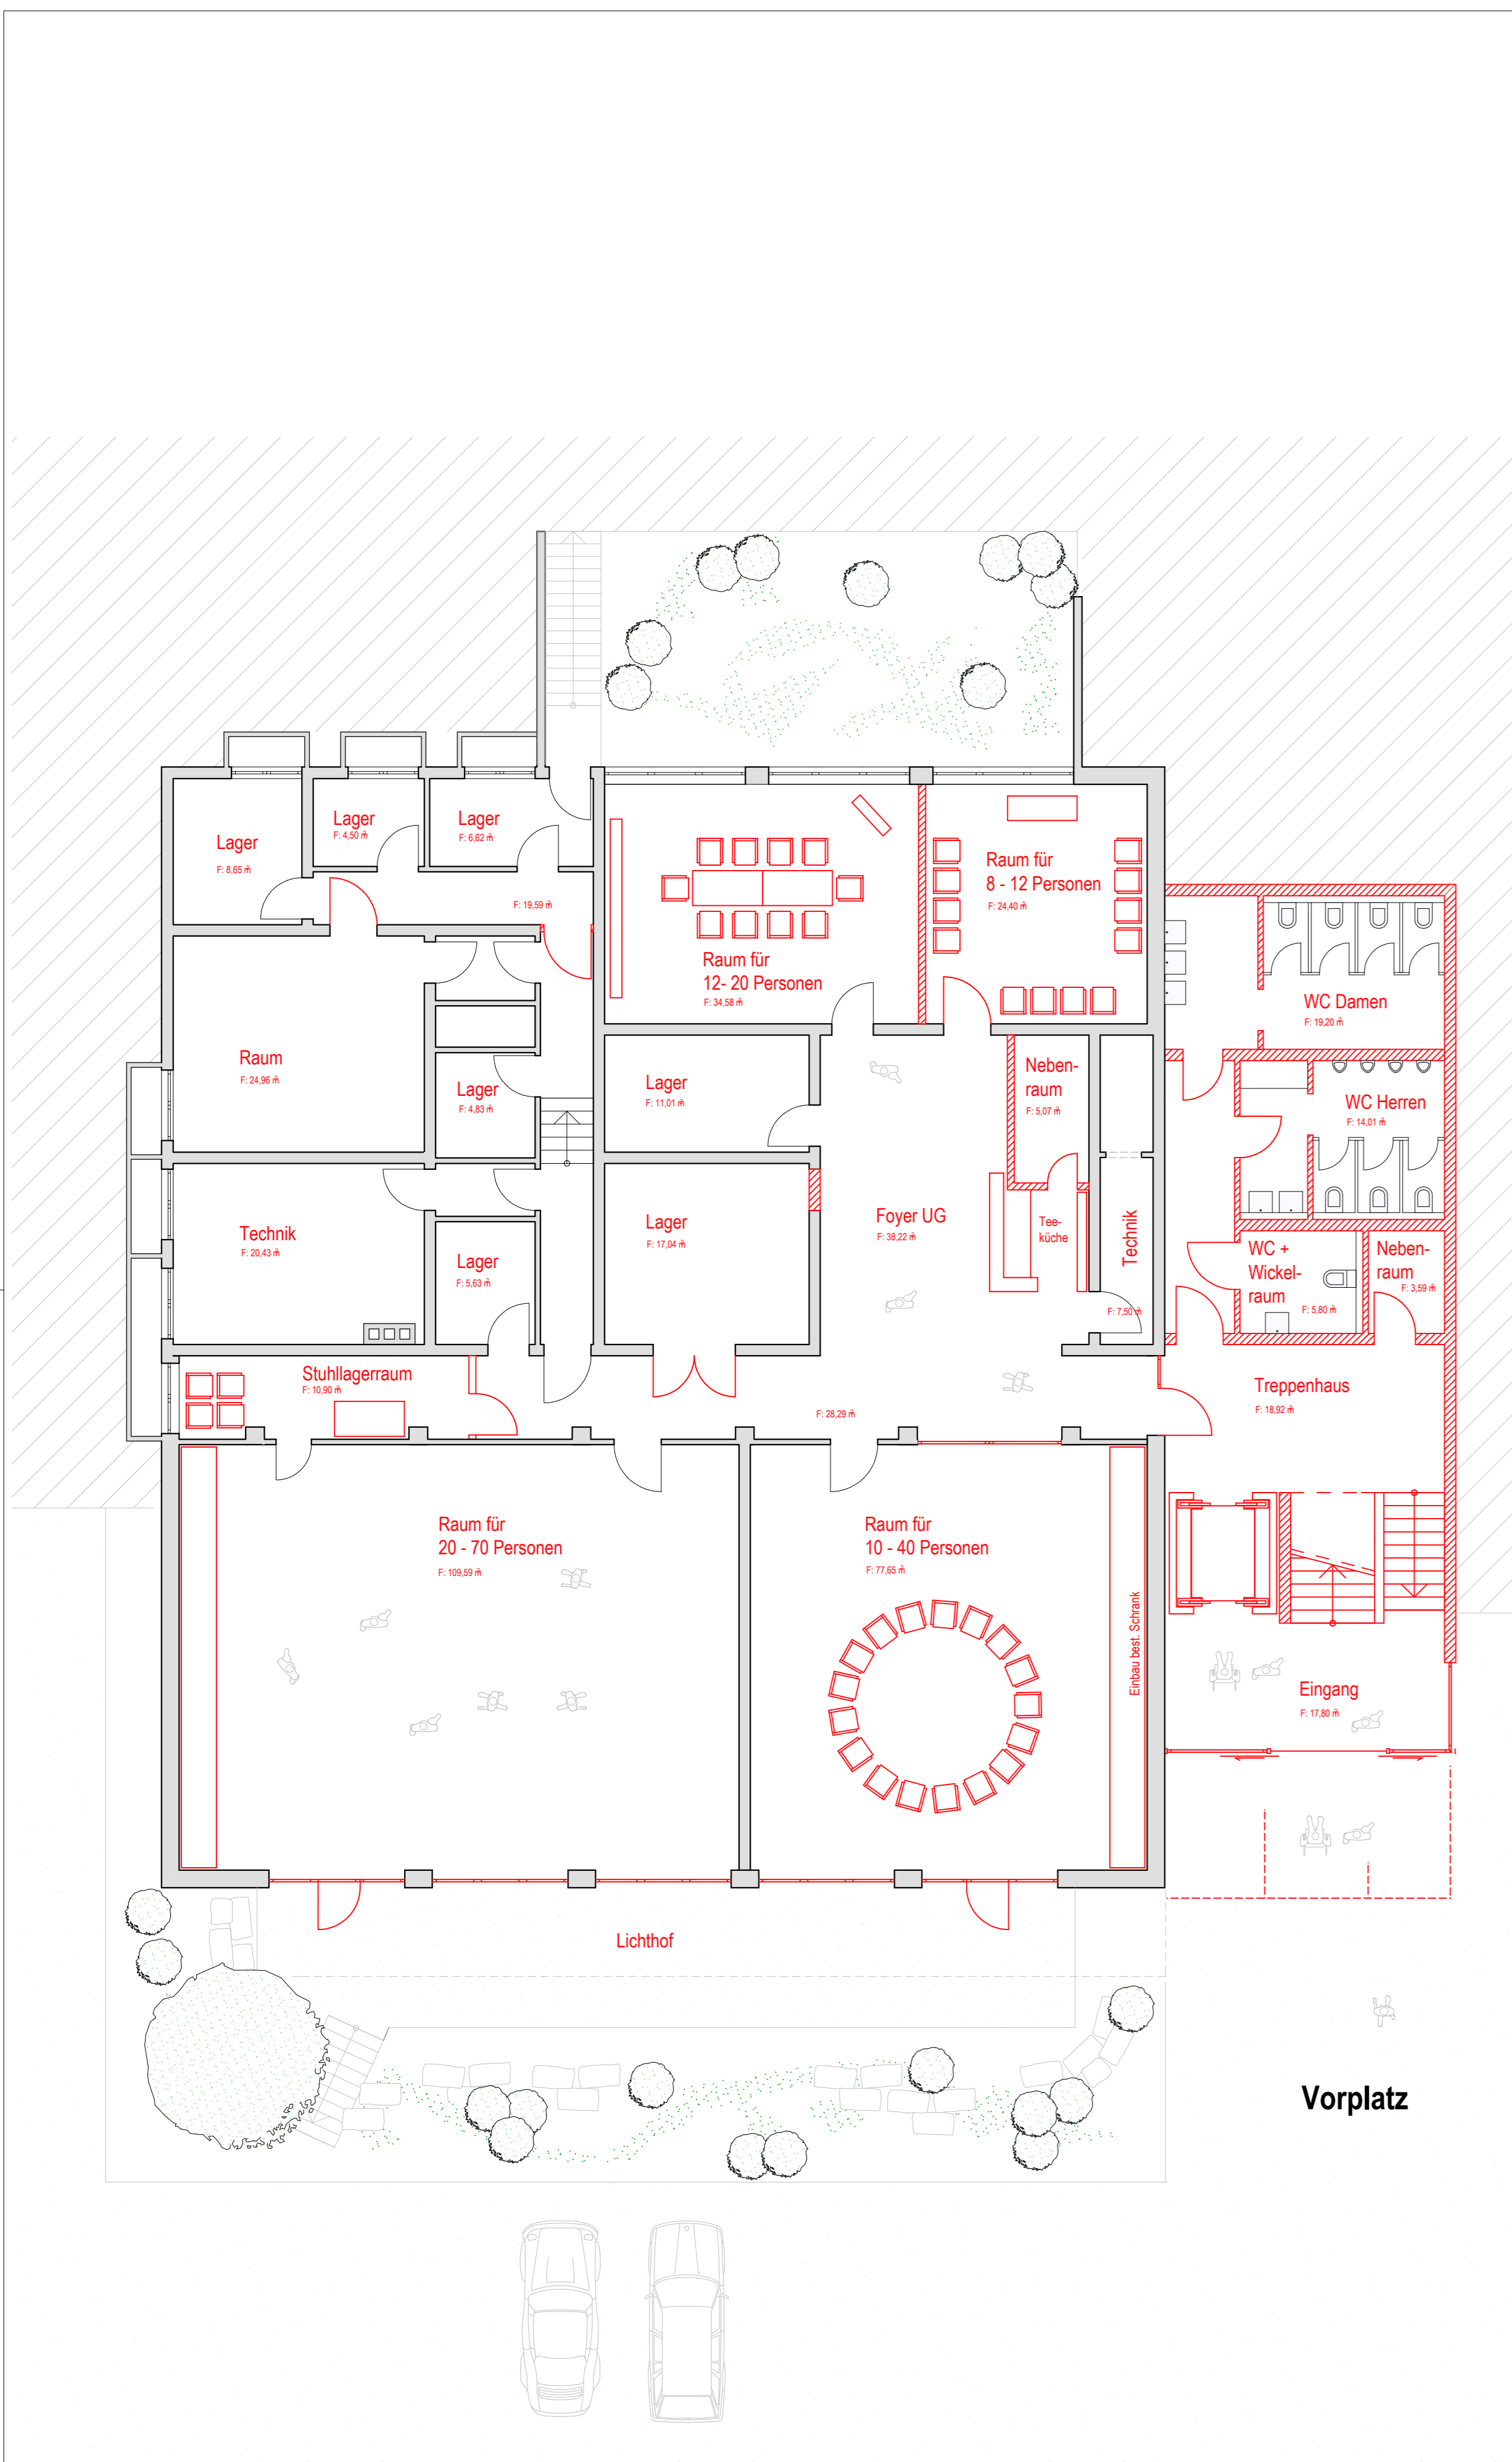 Lager
F: 8,65 m²
Lager
F: 4,50 m²
Lager
F: 6,62 m²
F: 19,59 m²
Raum für
12- 20 Personen
F: 34,58 m²
Raum für
8 - 12 Personen
F: 24,40 m²
WC Damen
F: 19,20 m²
Raum
F: 24,96 m²
Lager
F: 4,83 m²
Lager
F: 11,01 m²
Neben-
raum
F: 5,07 m²
WC Herren
F: 14,01 m²
Technik
F: 20,43 m²
Lager
F: 5,63 m²
Lager
F: 17,04 m²
Foyer UG
F: 38,22 m²
Tee-
küche
Technik
F: 7,50 m²
WC +
Wickel-
raum
F: 5,80 m²
Neben-
raum
F: 3,59 m²
Stuhllagerraum
F: 10,90 m²
F: 28,29 m²
Treppenhaus
F: 18,92 m²
Raum für
20 - 70 Personen
F: 109,59 m²
Raum für
10 - 40 Personen
F: 77,65 m²
Einbau best. Schrank
Eingang
F: 17,80 m²
Lichthof
Vorplatz